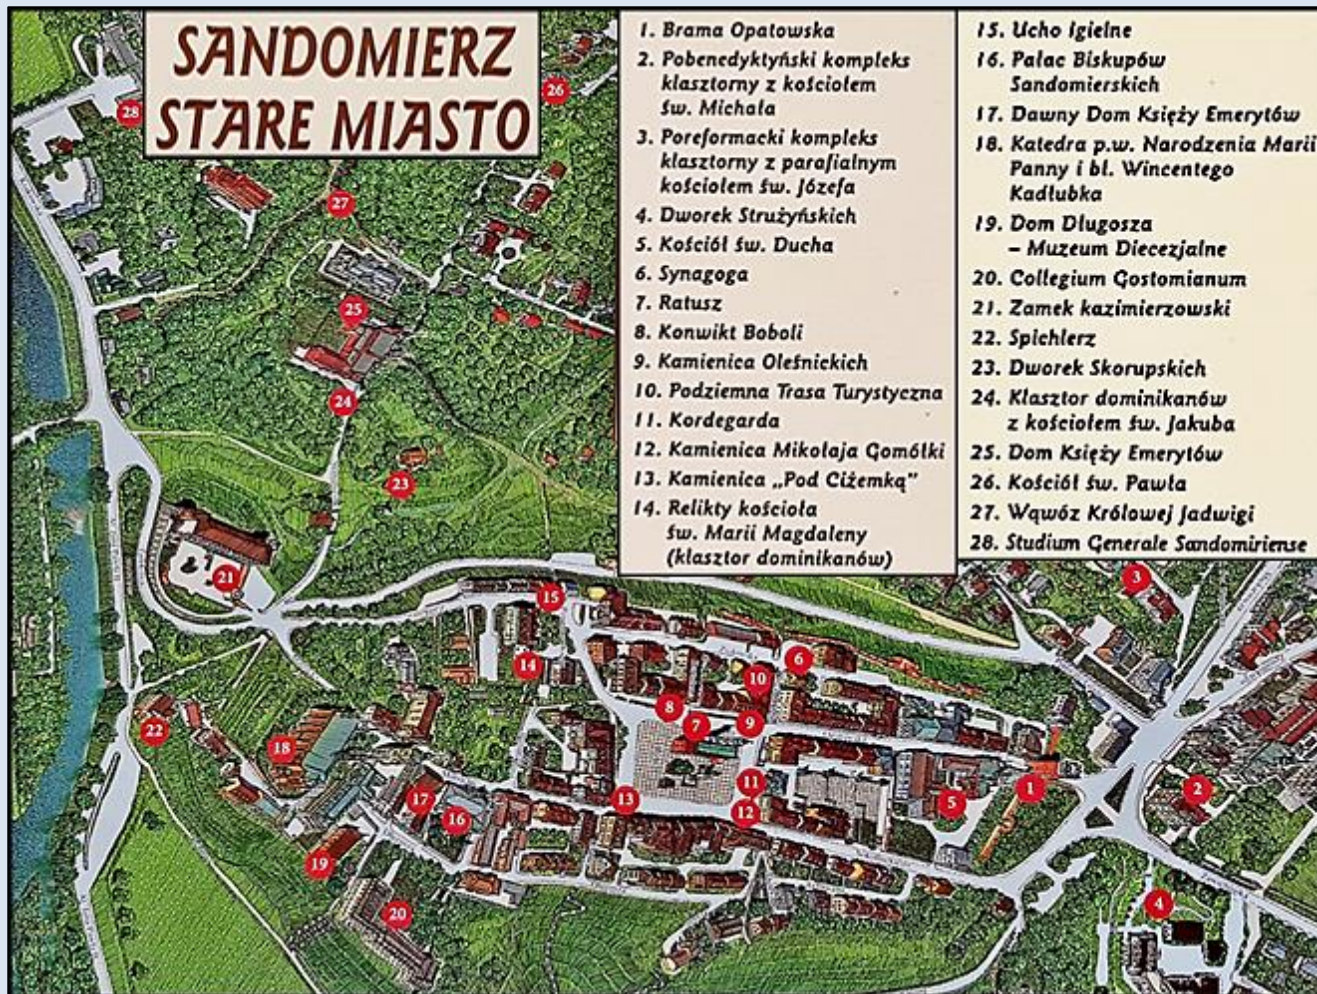 SANDOMIERZ
STARE MIASTO
1. Brama Opatowska
2. Pobenedyktyński kompleks
klasztorny z kościołem
św. Michała
3. Poreformacki kompleks
klasztorny z parafialnym
kościołem św. Józefa
4. Dworek Strużyńskich
5. Kościół św. Ducha
6. Synagoga
7. Ratusz
8. Konwikt Boboli
9. Kamienica Oleśnickich
10. Podziemna Trasa Turystyczna
11. Kordegarda
12. Kamienica Mikołaja Gomółki
13. Kamienica „Pod Ciżemką"
14. Relikty kościoła
św. Marii Magdaleny
(klasztor dominikanów)
15. Ucho Igielne
16. Pałac Biskupów
Sandomierskich
17. Dawny Dom Księży Emerytów
18. Katedra p.w. Narodzenia Marii
Panny i bł. Wincentego
Kadłubka
19. Dom Długosza
– Muzeum Diecezjalne
20. Collegium Gostomianum
21. Zamek kazimierzowski
22. Spichlerz
23. Dworek Skorupskich
24. Klasztor dominikanów
z kościołem św. Jakuba
25. Dom Księży Emerytów
26. Kościół św. Pawła
27. Wąwóz Królowej Jadwigi
28. Studium Generale Sandomiriense
26
28
27
25
24
23
21
15
3
14
6
10
8
7
9
22
18
11
1
2
17
13
5
16
12
19
4
20